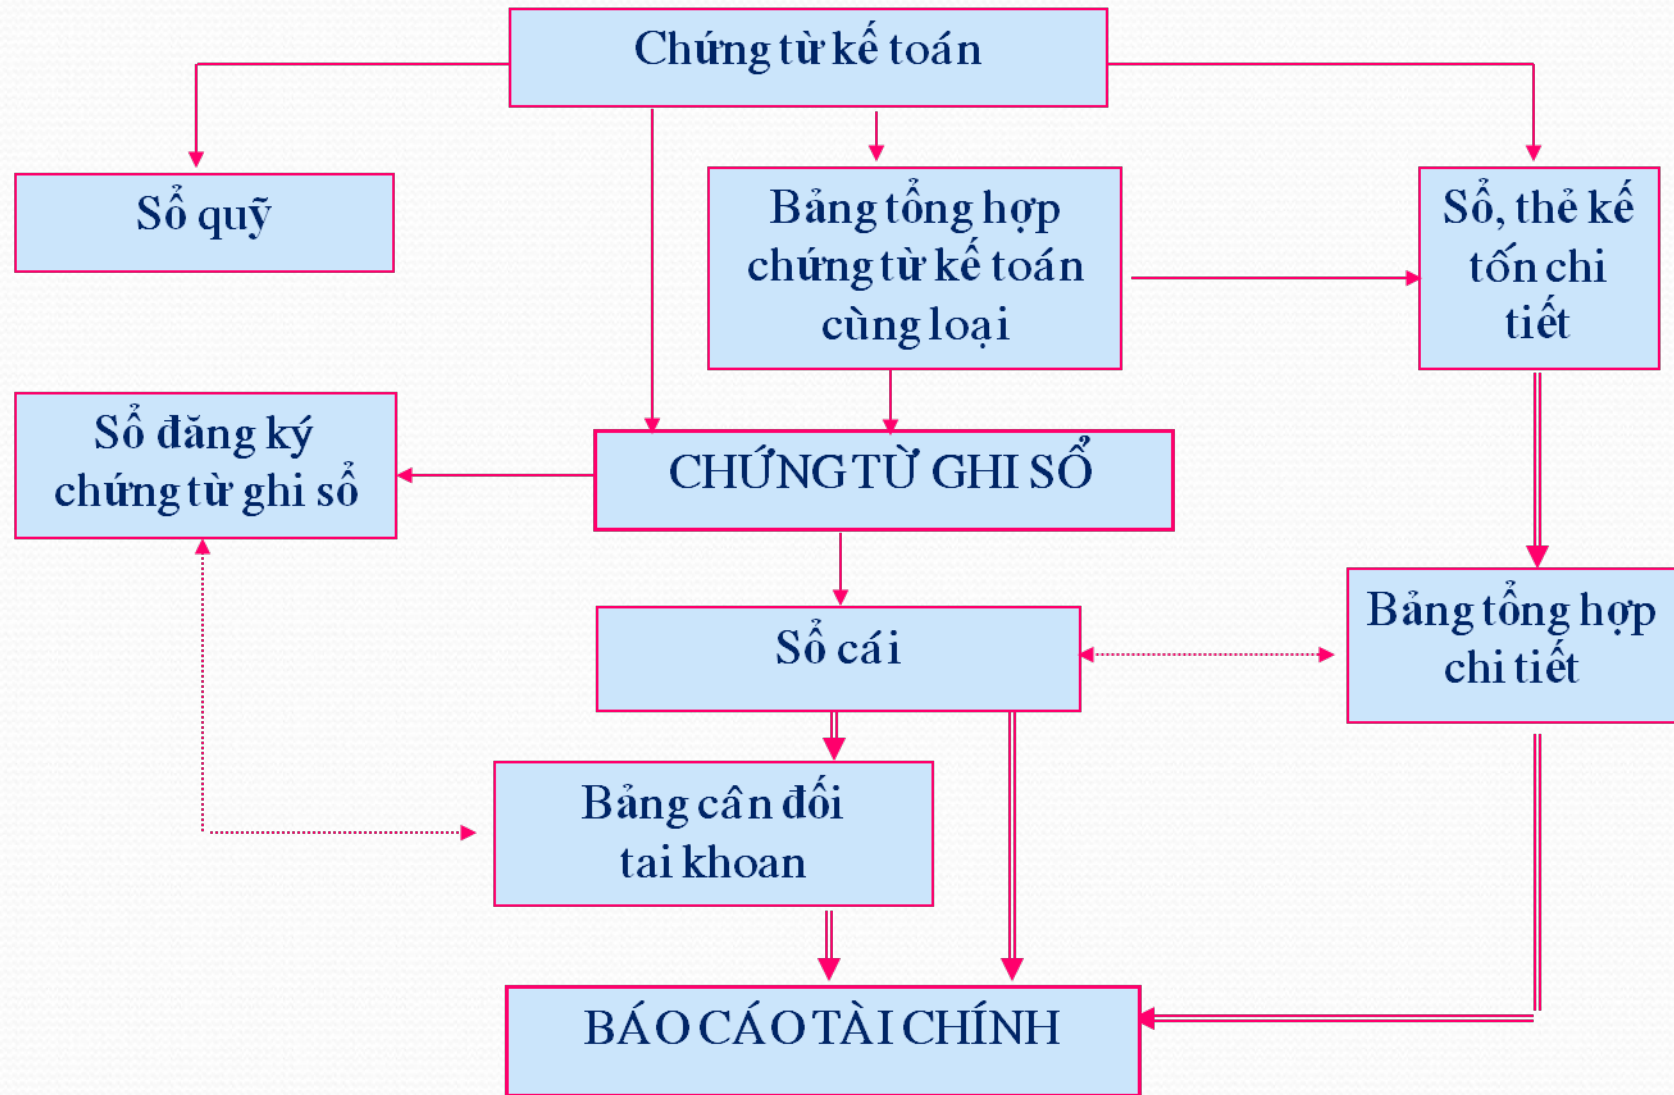 Chứng từ kế toán
Sổ quỹ
Bảng tổng hợp
chứng từ kế toán
cùng loại
Sổ, thẻ kế
tốn chi
tiết
Sổ đăng ký
chứng từ ghi sổ
CHỨNG TỪ GHI SỔ
Sổ cái
Bảng tổng hợp
chi tiết
Bảng cân đối
tai khoan
BÁO CÁO TÀI CHÍNH